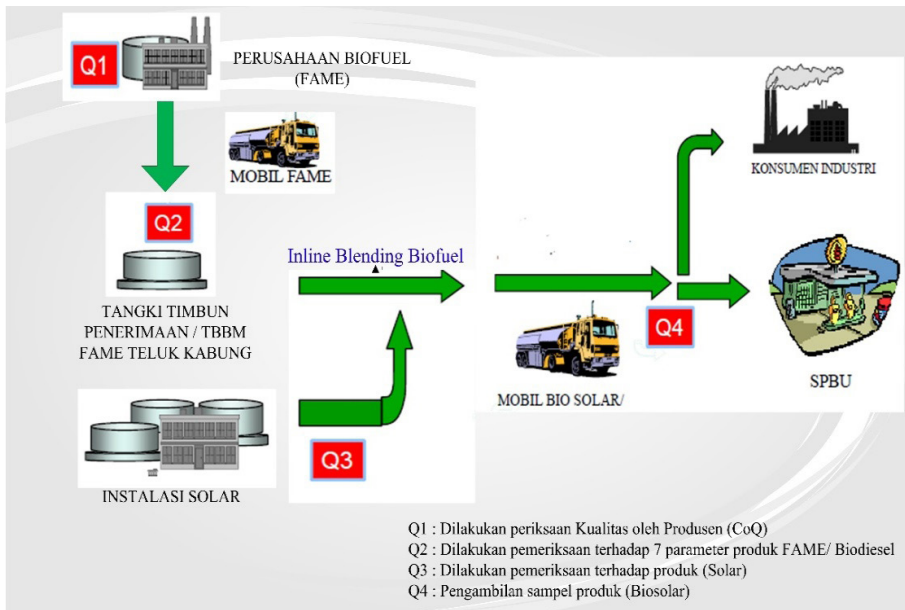 Q1
PERUSAHAAN BIOFUEL
(FAME)
MOBIL FAME
Q2
TANGKI TIMBUN
PENERIMAAN / TBBM
FAME TELUK KABUNG
Inline Blending Biofuel
INSTALASI SOLAR
Q3
MOBIL BIO SOLAR/
Q4
KONSUMEN INDUSTRI
SPBU
Q1 : Dilakukan periksaan Kualitas oleh Produsen (CoQ)
Q2 : Dilakukan pemeriksaan terhadap 7 parameter produk FAME/ Biodiesel
Q3 : Dilakukan pemeriksaan terhadap produk (Solar)
Q4 : Pengambilan sampel produk (Biosolar)